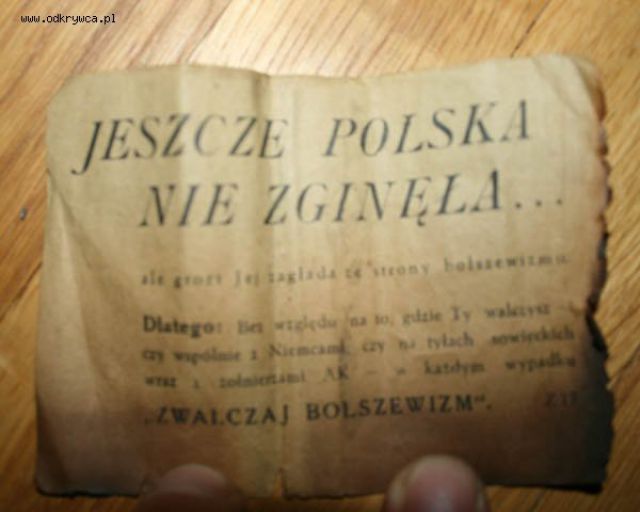 www.odkrywca.pl
JESZCZE POLSKA
NIE ZGINĘŁA...
ale grozi Jej zagłada ze strony bolszewizmu.
Dlatego: Bez względu na to, gdzie Ty walczysz –
czy wspólnie z Niemcami, czy na tyłach sowieckich
wraz z żołnierzami AK – w każdym wypadku
„ZWALCZAJ BOLSZEWIZM“.